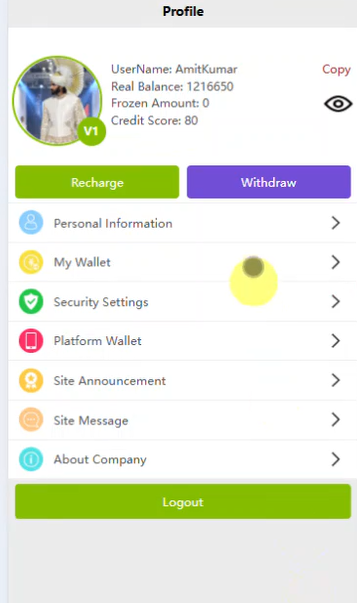 Profile
UserName: AmitKumar
Copy
Real Balance: 1216650
Frozen Amount: 0
Credit Score: 80
V1
Recharge
Withdraw
Personal Information
My Wallet
Security Settings
Platform Wallet
Site Announcement
Site Message
About Company
Logout